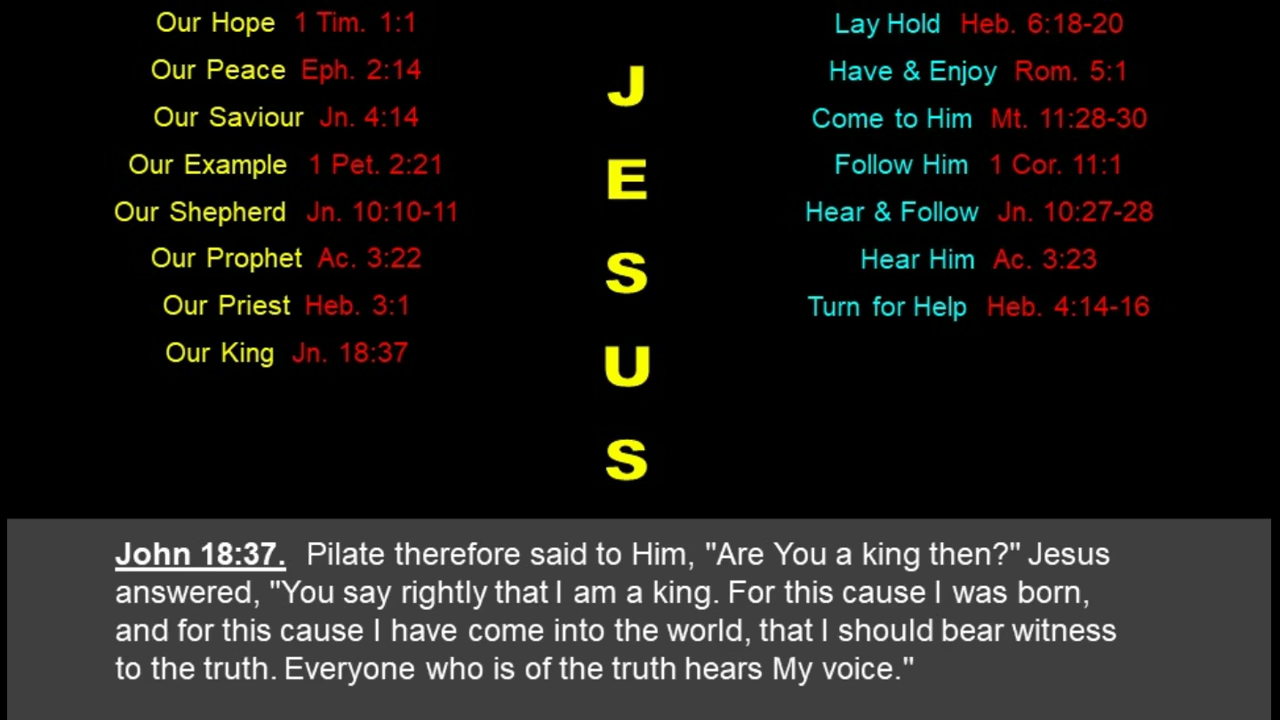 Our Hope 1 Tim. 1:1
Our Peace Eph. 2:14
Our Saviour Jn. 4:14
Our Example 1 Pet. 2:21
Our Shepherd Jn. 10:10-11
Our Prophet Ac. 3:22
Our Priest Heb. 3:1
Our King Jn. 18:37
J
E
S
U
S
Lay Hold Heb. 6:18-20
Have & Enjoy Rom. 5:1
Come to Him Mt. 11:28-30
Follow Him 1 Cor. 11:1
Hear & Follow Jn. 10:27-28
Hear Him Ac. 3:23
Turn for Help Heb. 4:14-16
John 18:37. Pilate therefore said to Him, "Are You a king then?" Jesus
answered, "You say rightly that I am a king. For this cause I was born,
and for this cause I have come into the world, that I should bear witness
to the truth. Everyone who is of the truth hears My voice."